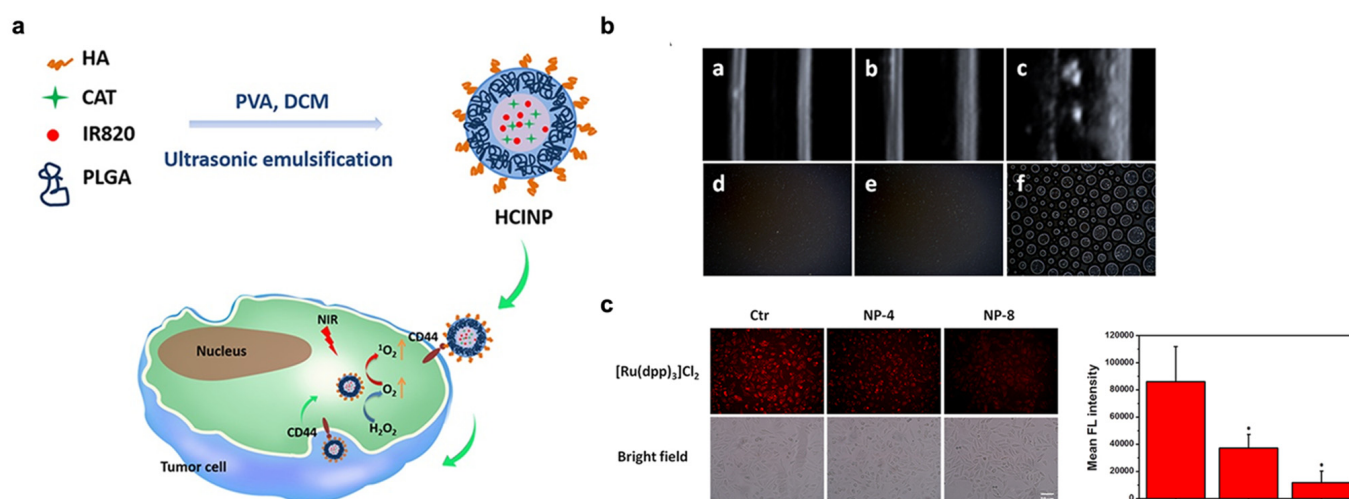 a
HA
CAT
IR820
PLGA
PVA, DCM
Ultrasonic emulsification
HCINP
NIR
CD44
Nucleus
¹O₂
O₂
H₂O₂
CD44
Tumor cell
b
a
b
c
d
e
f
c
Ctr
NP-4
NP-8
[Ru(dpp)₃]Cl₂
Bright field
Mean FL intensity
120000
100000
80000
60000
40000
20000
0
*
*